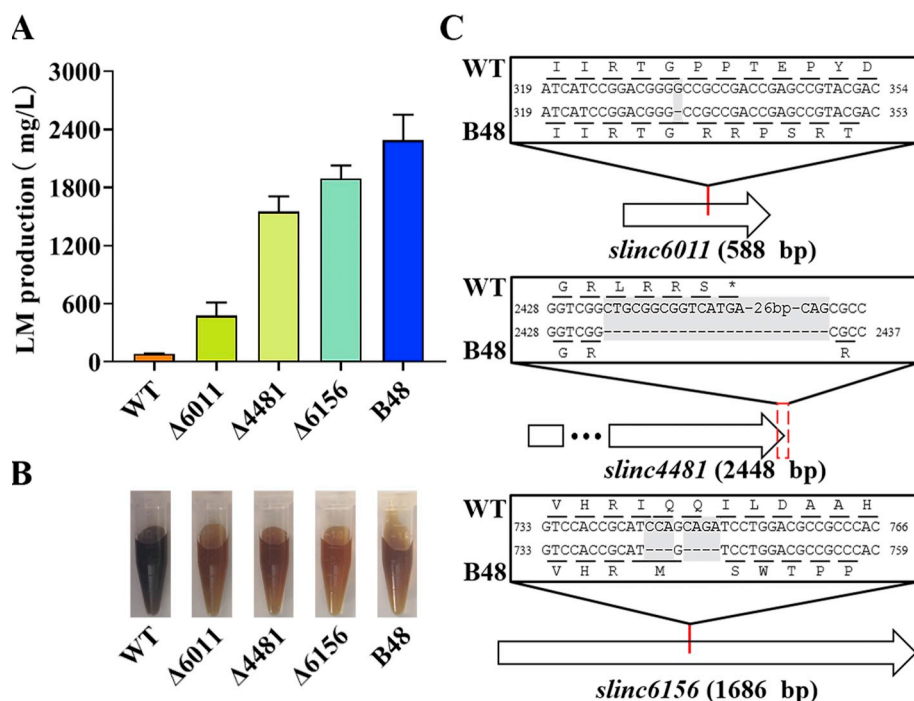 A
LM production ( mg/L)
3000
2400
1800
1200
600
0
WT
Δ6011
Δ4481
Δ6156
B48
B
WT
Δ6011
Δ4481
Δ6156
B48
C
WT I I R T G P P T E P Y D
319 ATCATCCGGACGGGGCCGCCGACCGAGCCGTACGAC 354
319 ATCATCCGGACGGG-CCGCCGACCGAGCCGTACGAC 353
B48 I I R T G R R P S R T
slinc6011 (588 bp)
WT G R L R R S *
2428 GGTCGGCTGCGGCGGTCATGA-26bp-CAGCGCC
2428 GGTCGG-----------------------CGCC 2437
B48 G R R
slinc4481 (2448 bp)
WT V H R I Q Q I L D A A H
733 GTCCACCGCATCCAGCAGATCCTGGACGCCGCCCAC 766
733 GTCCACCGCAT---G----TCCTGGACGCCGCCCAC 759
B48 V H R M S W T P P
slinc6156 (1686 bp)